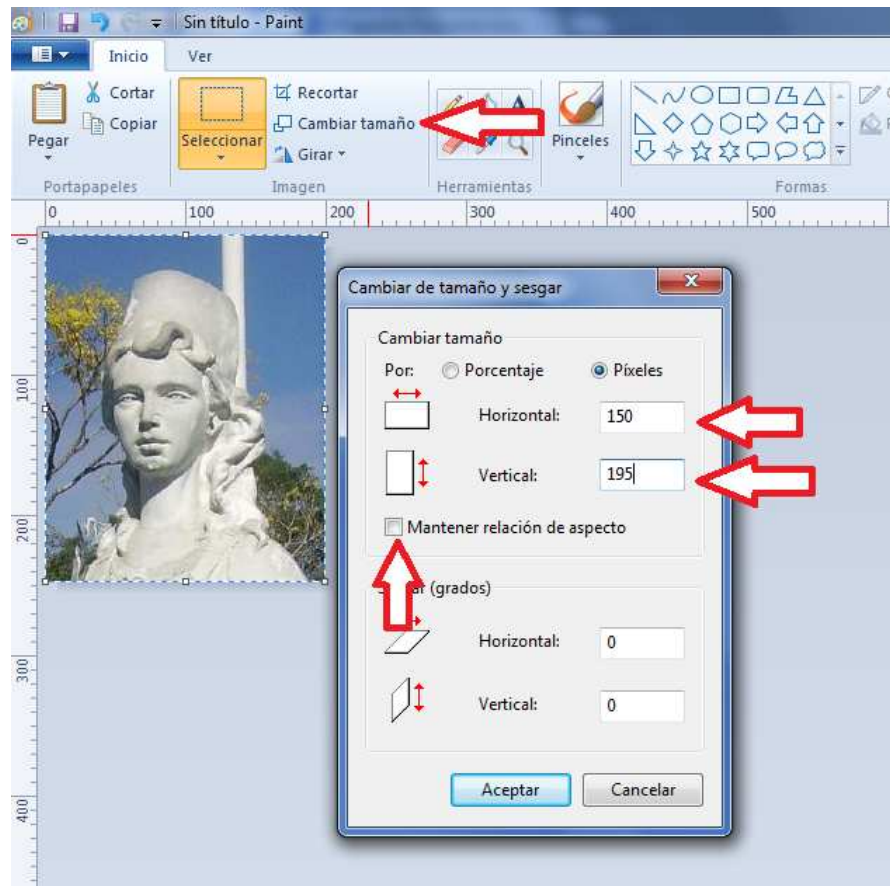 Sin título - Paint
Inicio Ver
Pegar
Cortar
Copiar
Portapapeles
Seleccionar
Recortar
Cambiar tamaño
Girar
Imagen
A
Herramientas
Pinceles
Formas
0 100 200 300 400 500
0
100
200
300
400
Cambiar de tamaño y sesgar
Cambiar tamaño
Por: Porcentaje Píxeles
Horizontal: 150
Vertical: 195
Mantener relación de aspecto
(grados)
Horizontal: 0
Vertical: 0
Aceptar Cancelar